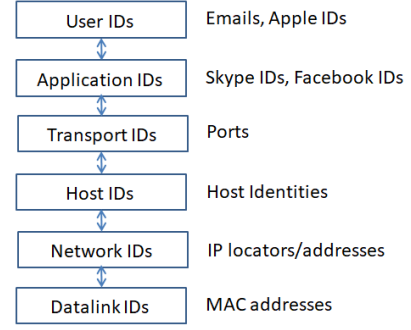 User IDs Emails, Apple IDs
Application IDs Skype IDs, Facebook IDs
Transport IDs Ports
Host IDs Host Identities
Network IDs IP locators/addresses
Datalink IDs MAC addresses